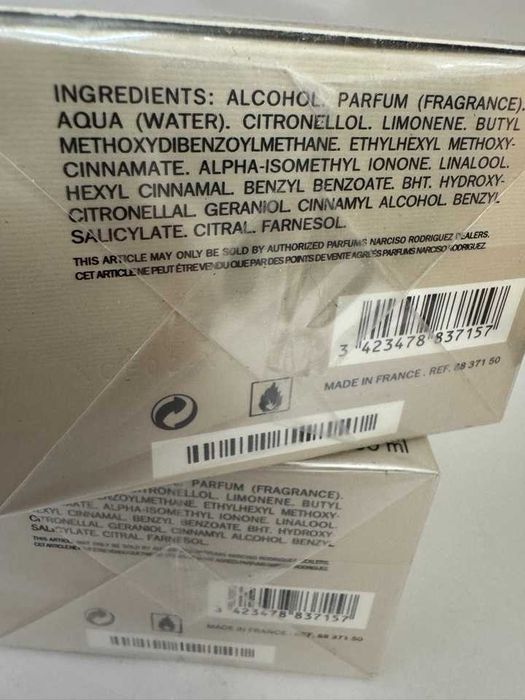 INGREDIENTS: ALCOHOL. PARFUM (FRAGRANCE).
AQUA (WATER). CITRONELLOL. LIMONENE. BUTYL
METHOXYDIBENZOYLMETHANE. ETHYLHEXYL METHOXY-
CINNAMATE. ALPHA-ISOMETHYL IONONE. LINALOOL.
HEXYL CINNAMAL. BENZYL BENZOATE. BHT. HYDROXY-
CITRONELLAL. GERANIOL. CINNAMYL ALCOHOL. BENZYL
SALICYLATE. CITRAL. FARNESOL.
THIS ARTICLE MAY ONLY BE SOLD BY AUTHORIZED PARFUMS NARCISO RODRIGUEZ DEALERS.
CET ARTICLE NE PEUT ÊTRE VENDU QUE PAR DES POINTS DE VENTE AGRÉÉS PARFUMS NARCISO RODRIGUEZ.
3 423478 837157
MADE IN FRANCE. REF. 88 371 50
ml
PARFUM (FRAGRANCE).
CITRONELLOL. LIMONENE. BUTYL
ETHYLHEXYL METHOXY-
ALPHA-ISOMETHYL IONONE. LINALOOL.
CINNAMAL. BENZYL BENZOATE. BHT. HYDROXY-
CITRONELLAL. GERANIOL. CINNAMYL ALCOHOL. BENZYL
SALICYLATE. CITRAL. FARNESOL.
3 423478 837157
MADE IN FRANCE. 88 371 50